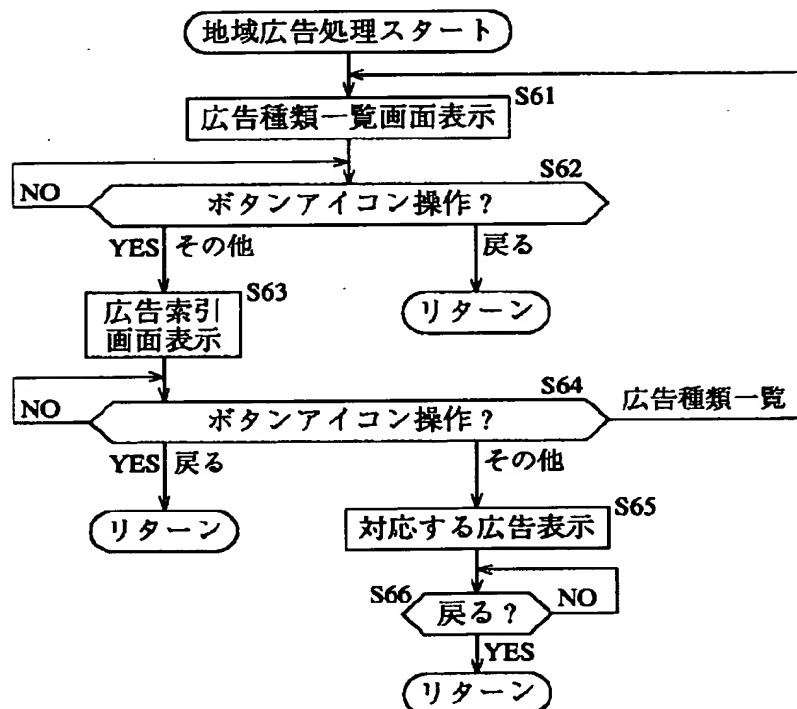 地域広告処理スタート
S61
広告種類一覧画面表示
S62
NO
ボタンアイコン操作？
YES その他
戻る
S63
広告索引
画面表示
リターン
S64
NO
ボタンアイコン操作？
広告種類一覧
YES 戻る
その他
リターン
S65
対応する広告表示
S66
戻る？
NO
YES
リターン